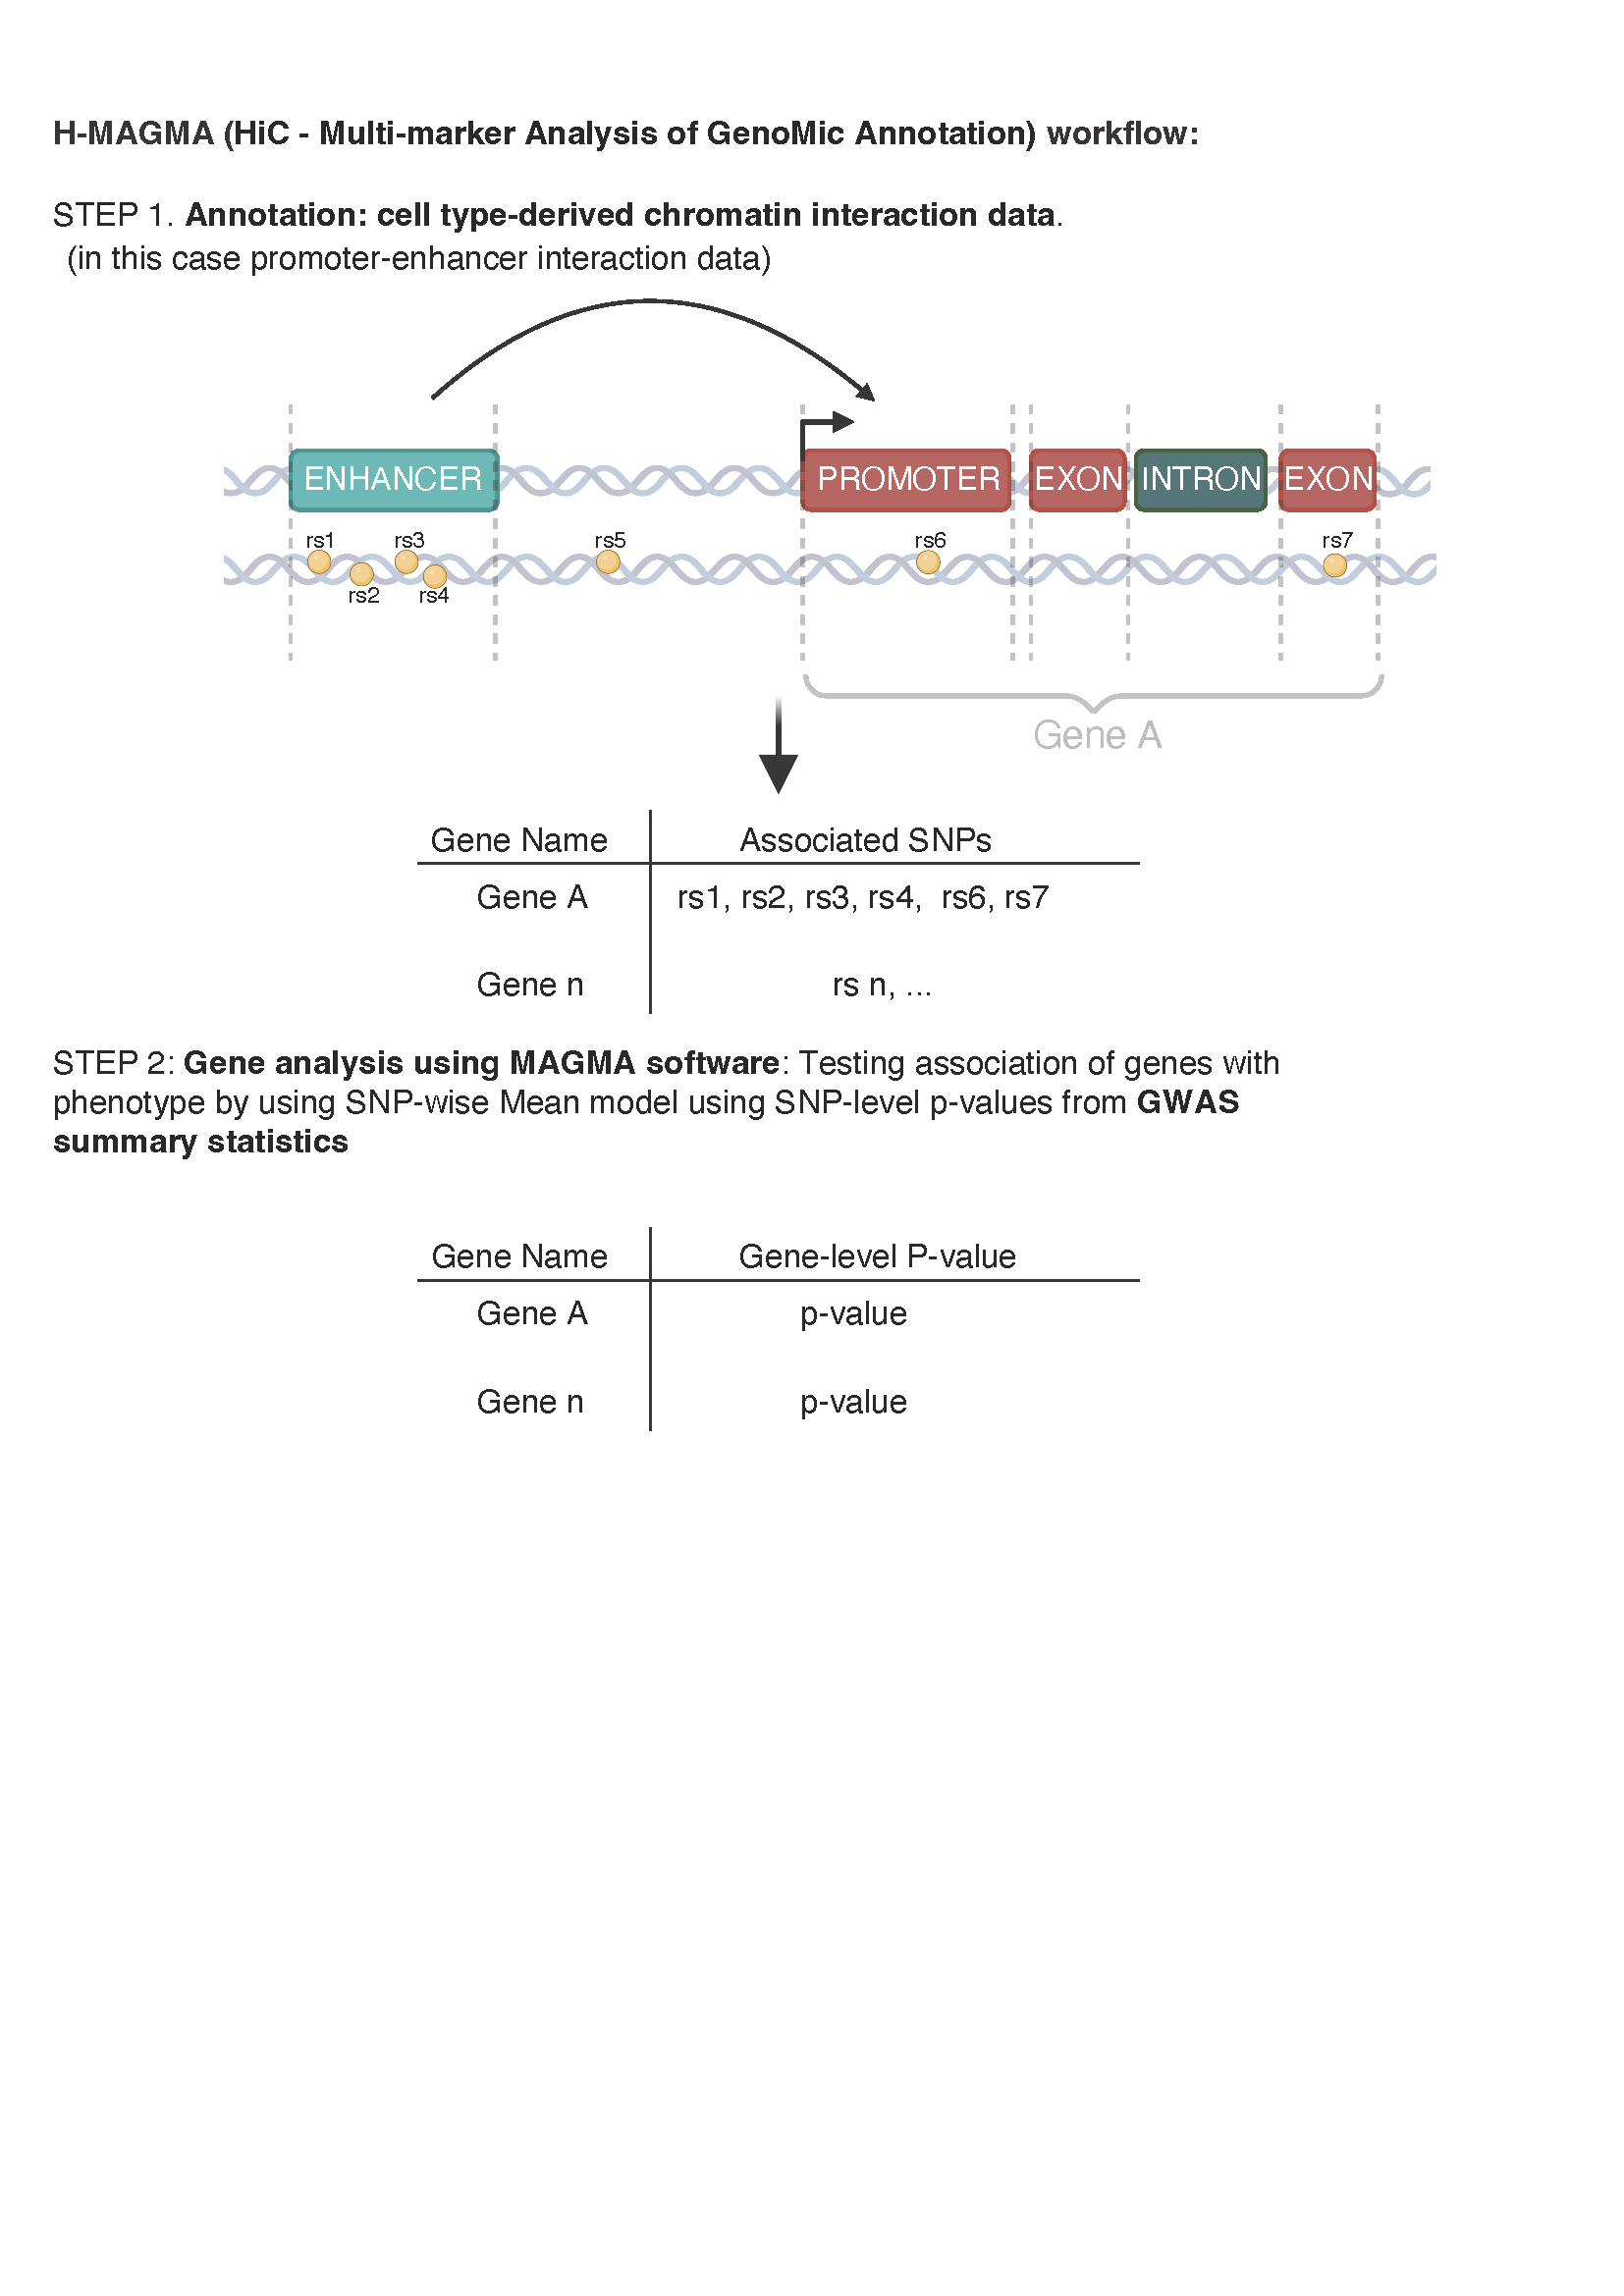 H-MAGMA (HiC - Multi-marker Analysis of GenoMic Annotation) workflow:
STEP 1. Annotation: cell type-derived chromatin interaction data.
(in this case promoter-enhancer interaction data)
ENHANCER PROMOTER EXON INTRON EXON
rs1 rs3 rs5 rs6 rs7
rs2 rs4
Gene A
Gene Name Associated SNPs
Gene A rs1, rs2, rs3, rs4, rs6, rs7
Gene n rs n, ...
STEP 2: Gene analysis using MAGMA software: Testing association of genes with
phenotype by using SNP-wise Mean model using SNP-level p-values from GWAS
summary statistics
Gene Name Gene-level P-value
Gene A p-value
Gene n p-value